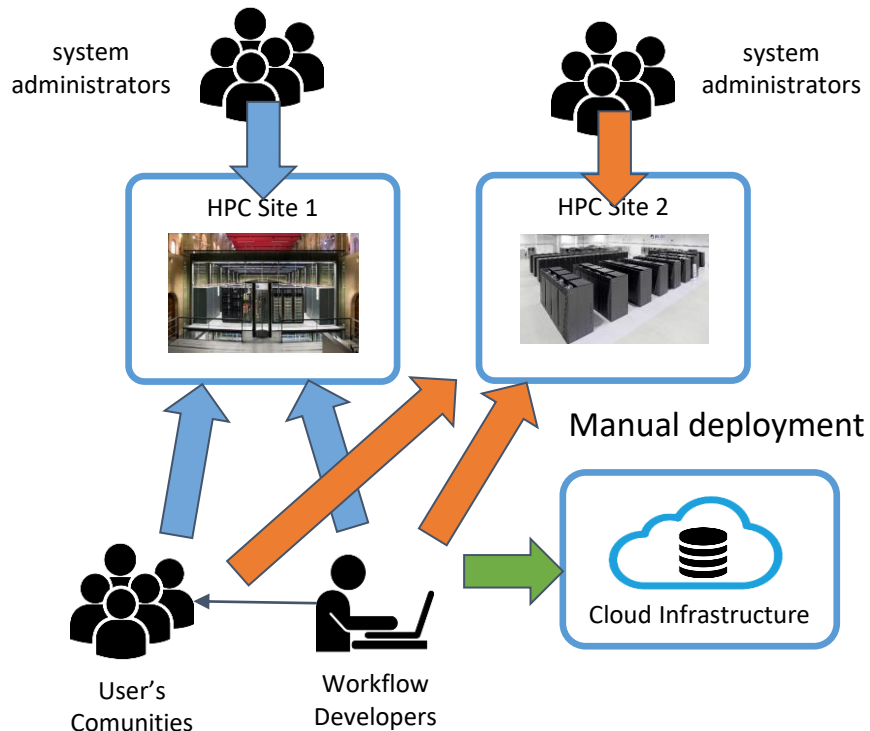 system
administrators
system
administrators
HPC Site 1
HPC Site 2
Manual deployment
Cloud Infrastructure
User’s
Comunities
Workflow
Developers